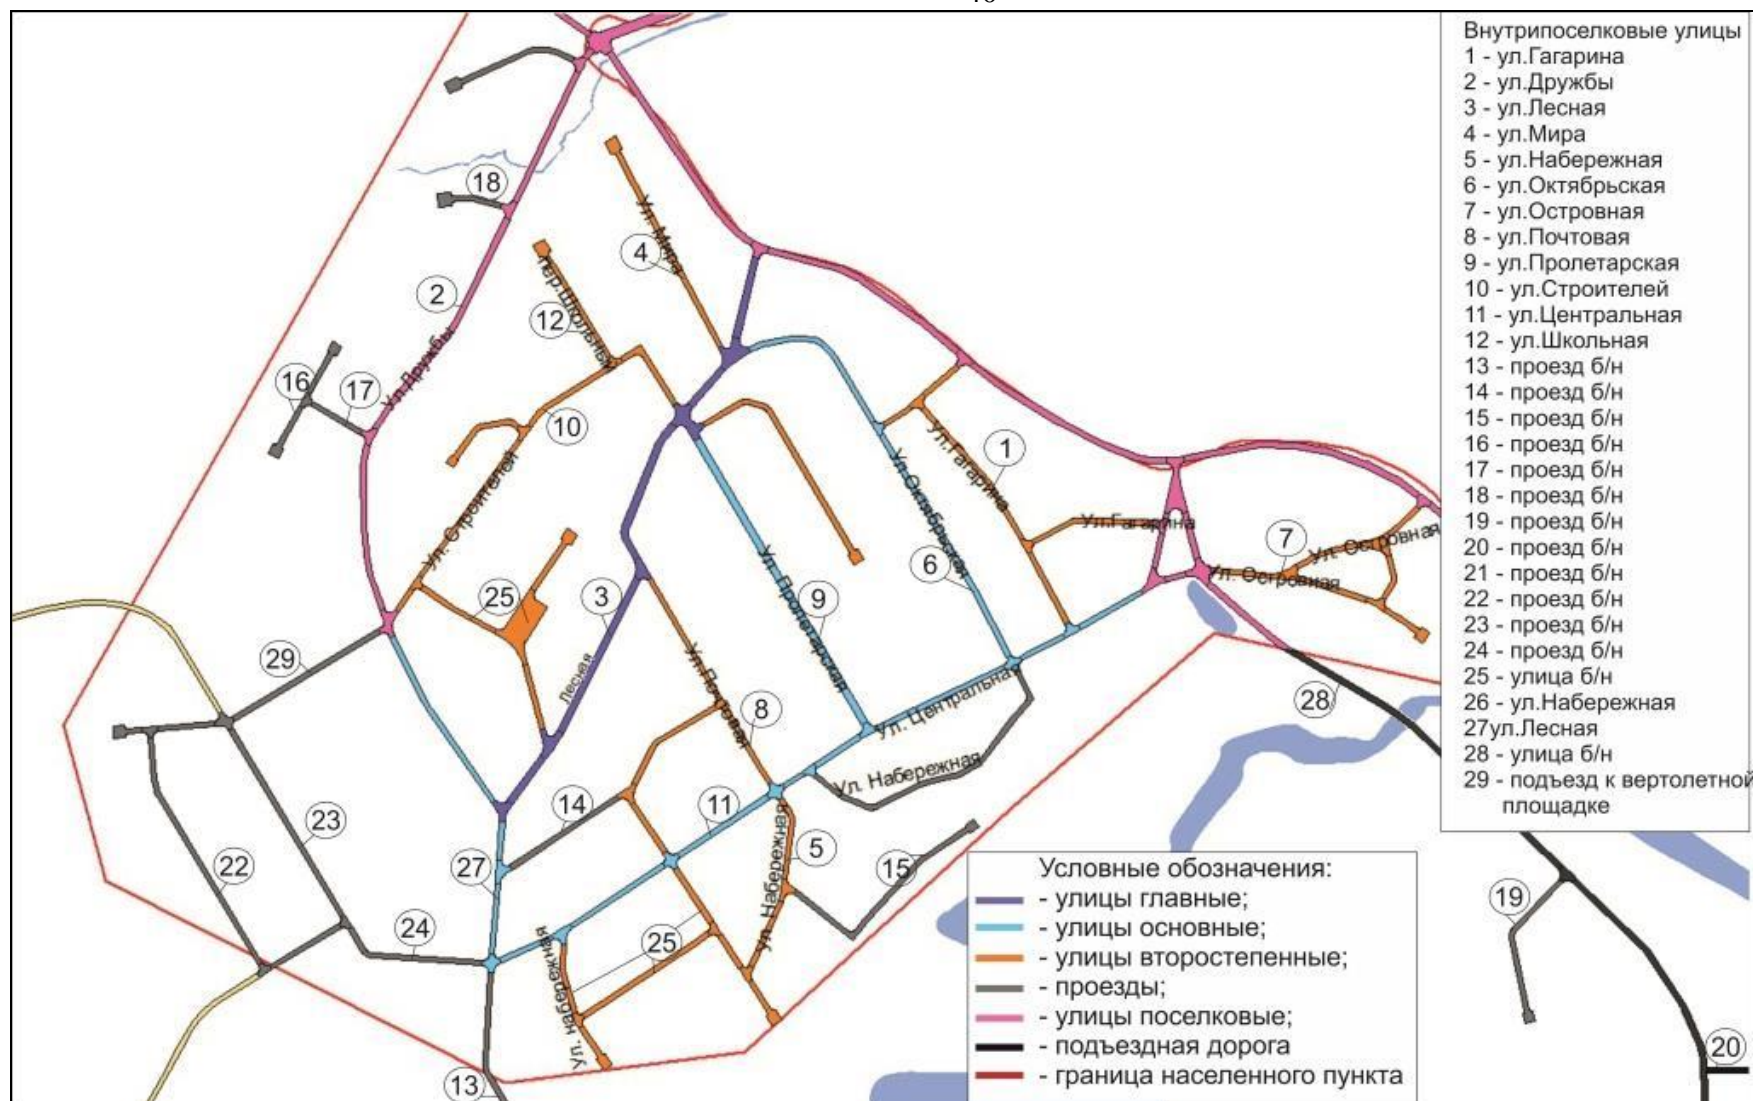 Внутрипоселковые улицы
1 - ул.Гагарина
2 - ул.Дружбы
3 - ул.Лесная
4 - ул.Мира
5 - ул.Набережная
6 - ул.Октябрьская
7 - ул.Островная
8 - ул.Почтовая
9 - ул.Пролетарская
10 - ул.Строителей
11 - ул.Центральная
12 - ул.Школьная
13 - проезд б/н
14 - проезд б/н
15 - проезд б/н
16 - проезд б/н
17 - проезд б/н
18 - проезд б/н
19 - проезд б/н
20 - проезд б/н
21 - проезд б/н
22 - проезд б/н
23 - проезд б/н
24 - проезд б/н
25 - улица б/н
26 - ул.Набережная
27ул.Лесная
28 - улица б/н
29 - подъезд к вертолетной
площадке
18
Ул. Мира
4
пер.Школьный
12
2
Ул.Дружбы
16
17
10
Ул. Строителей
Ул.Гагарина
1
Ул.Октябрьская
6
Ул.Гагарина
7
Ул. Островная
Ул. Островная
25
3
Лесная
Ул. Пролетарская
9
29
Ул.Почтовая
8
Ул. Центральная
28
Ул. Набережная
14
11
23
22
27
5
Ул. Набережная
15
24
25
Ул. набережная
13
19
20
Условные обозначения:
- улицы главные;
- улицы основные;
- улицы второстепенные;
- проезды;
- улицы поселковые;
- подъездная дорога
- граница населенного пункта